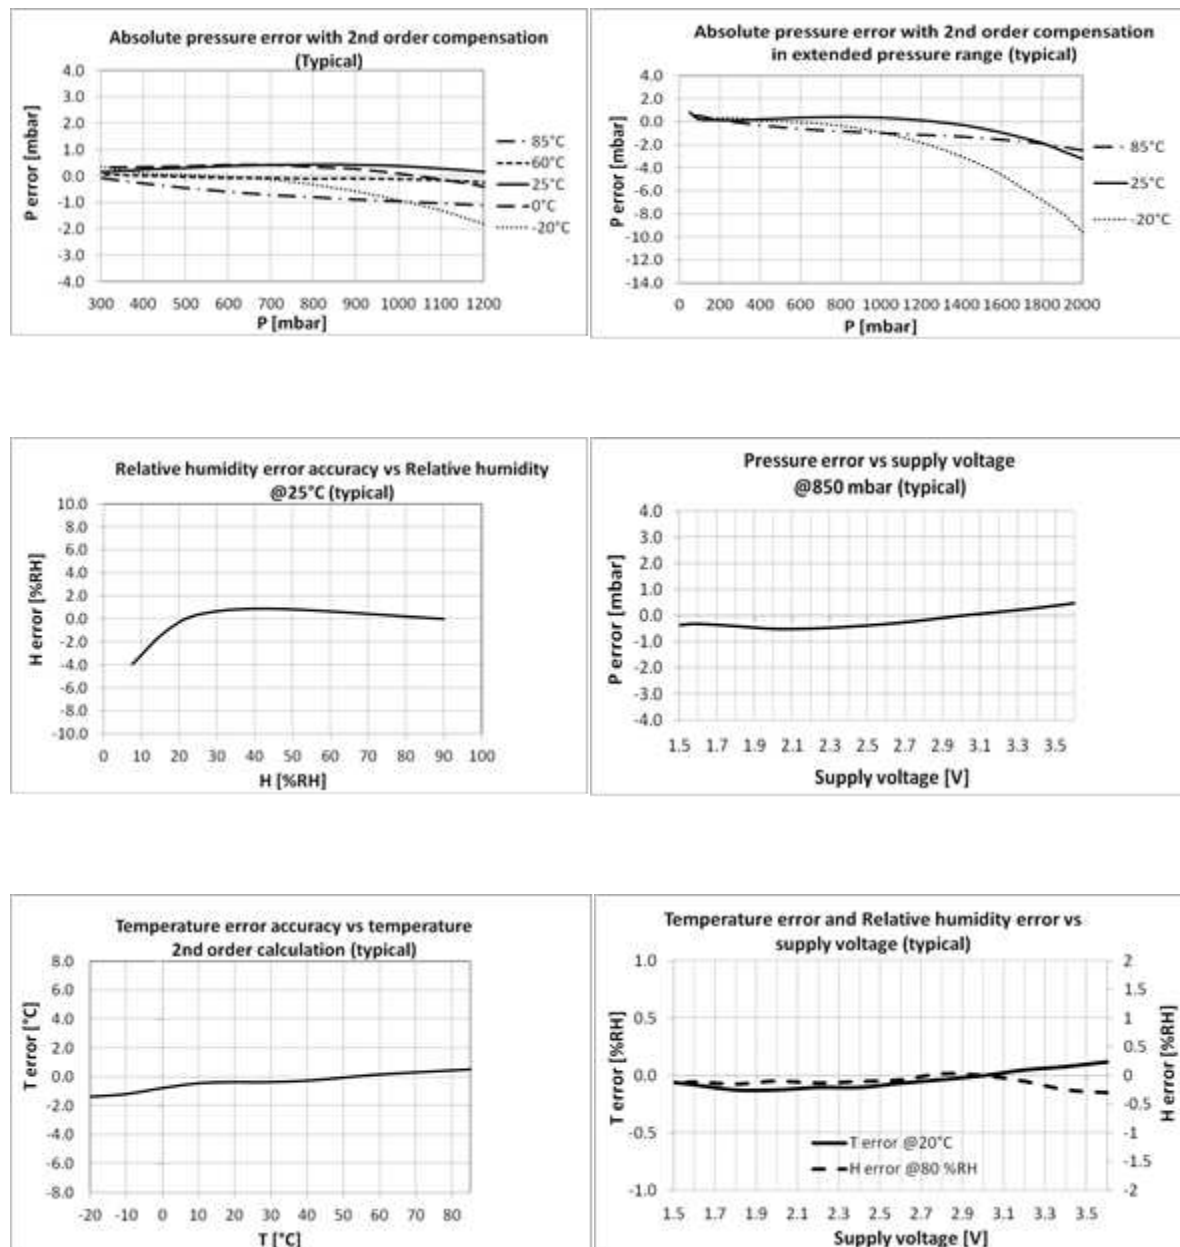 Absolute pressure error with 2nd order compensation
(Typical)
P error [mbar]
4.0
3.0
2.0
1.0
0.0
-1.0
-2.0
-3.0
-4.0
300 400 500 600 700 800 900 1000 1100 1200
P [mbar]
85°C
60°C
25°C
0°C
-20°C
Absolute pressure error with 2nd order compensation
in extended pressure range (typical)
P error [mbar]
4.0
2.0
0.0
-2.0
-4.0
-6.0
-8.0
-10.0
-12.0
-14.0
0 200 400 600 800 1000 1200 1400 1600 1800 2000
P [mbar]
85°C
25°C
-20°C
Relative humidity error accuracy vs Relative humidity
@25°C (typical)
H error [%RH]
10.0
8.0
6.0
4.0
2.0
0.0
-2.0
-4.0
-6.0
-8.0
-10.0
0 10 20 30 40 50 60 70 80 90 100
H [%RH]
Pressure error vs supply voltage
@850 mbar (typical)
P error [mbar]
4.0
3.0
2.0
1.0
0.0
-1.0
-2.0
-3.0
-4.0
1.5 1.7 1.9 2.1 2.3 2.5 2.7 2.9 3.1 3.3 3.5
Supply voltage [V]
Temperature error accuracy vs temperature
2nd order calculation (typical)
T error [°C]
8.0
6.0
4.0
2.0
0.0
-2.0
-4.0
-6.0
-8.0
-20 -10 0 10 20 30 40 50 60 70 80
T [°C]
Temperature error and Relative humidity error vs
supply voltage (typical)
T error [%RH]
1.0
0.5
0.0
-0.5
-1.0
T error @20°C
H error @80 %RH
2
1.5
1
0.5
0
-0.5
-1
-1.5
-2
H error [%RH]
1.5 1.7 1.9 2.1 2.3 2.5 2.7 2.9 3.1 3.3 3.5
Supply voltage [V]